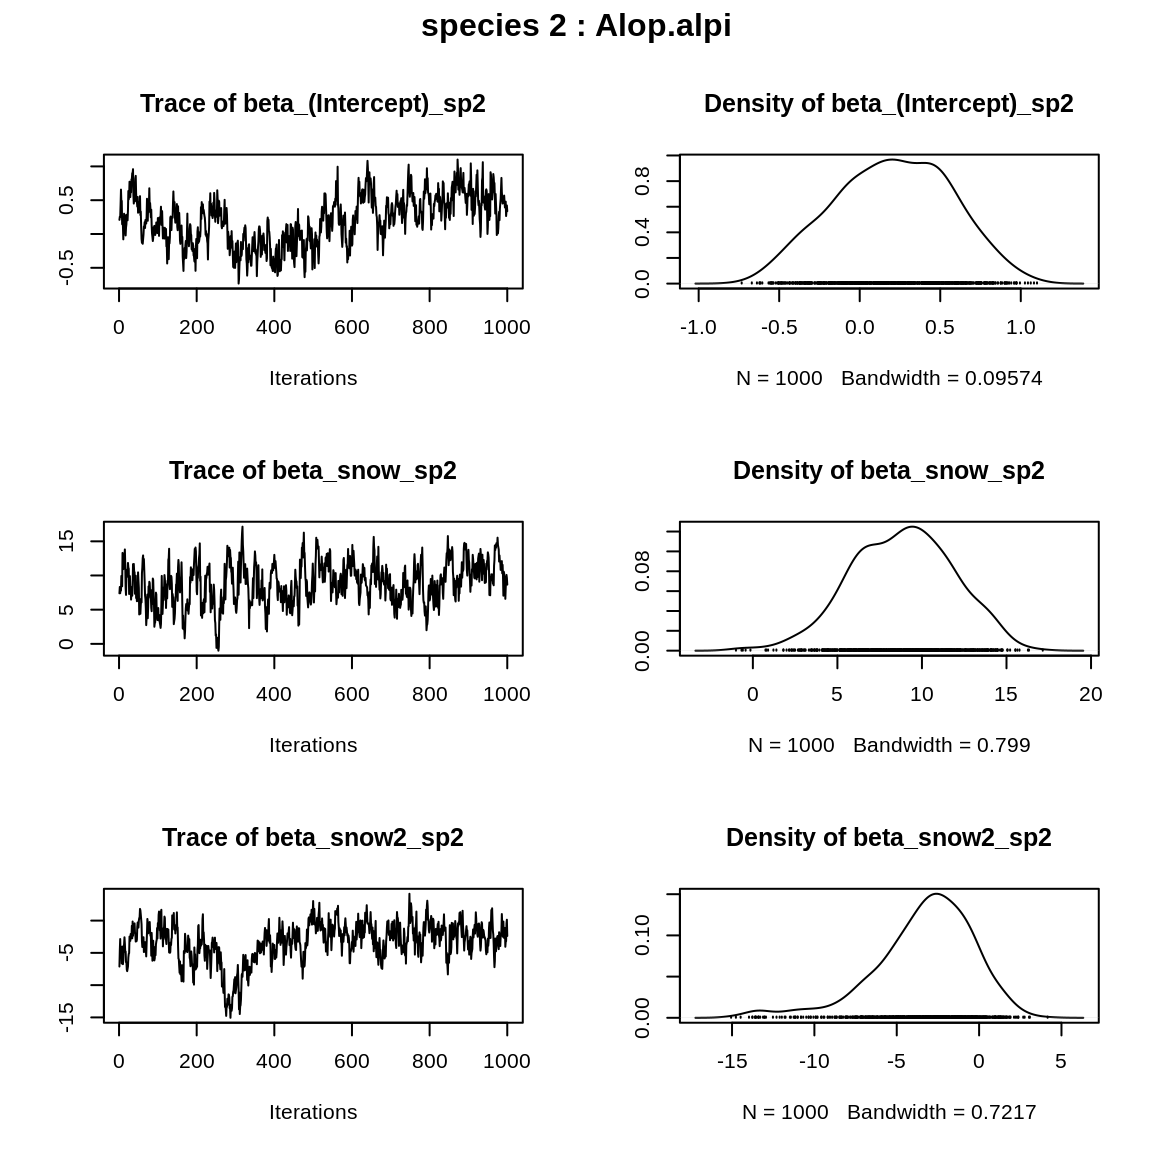 species 2 : Alop.alpi
Trace of beta_(Intercept)_sp2
0.5
-0.5
0 200 400 600 800 1000
Iterations
Density of beta_(Intercept)_sp2
0.8
0.4
0.0
-1.0 -0.5 0.0 0.5 1.0
N = 1000 Bandwidth = 0.09574
Trace of beta_snow_sp2
15
5
0
0 200 400 600 800 1000
Iterations
Density of beta_snow_sp2
0.08
0.00
0 5 10 15 20
N = 1000 Bandwidth = 0.799
Trace of beta_snow2_sp2
-5
-15
0 200 400 600 800 1000
Iterations
Density of beta_snow2_sp2
0.10
0.00
-15 -10 -5 0 5
N = 1000 Bandwidth = 0.7217